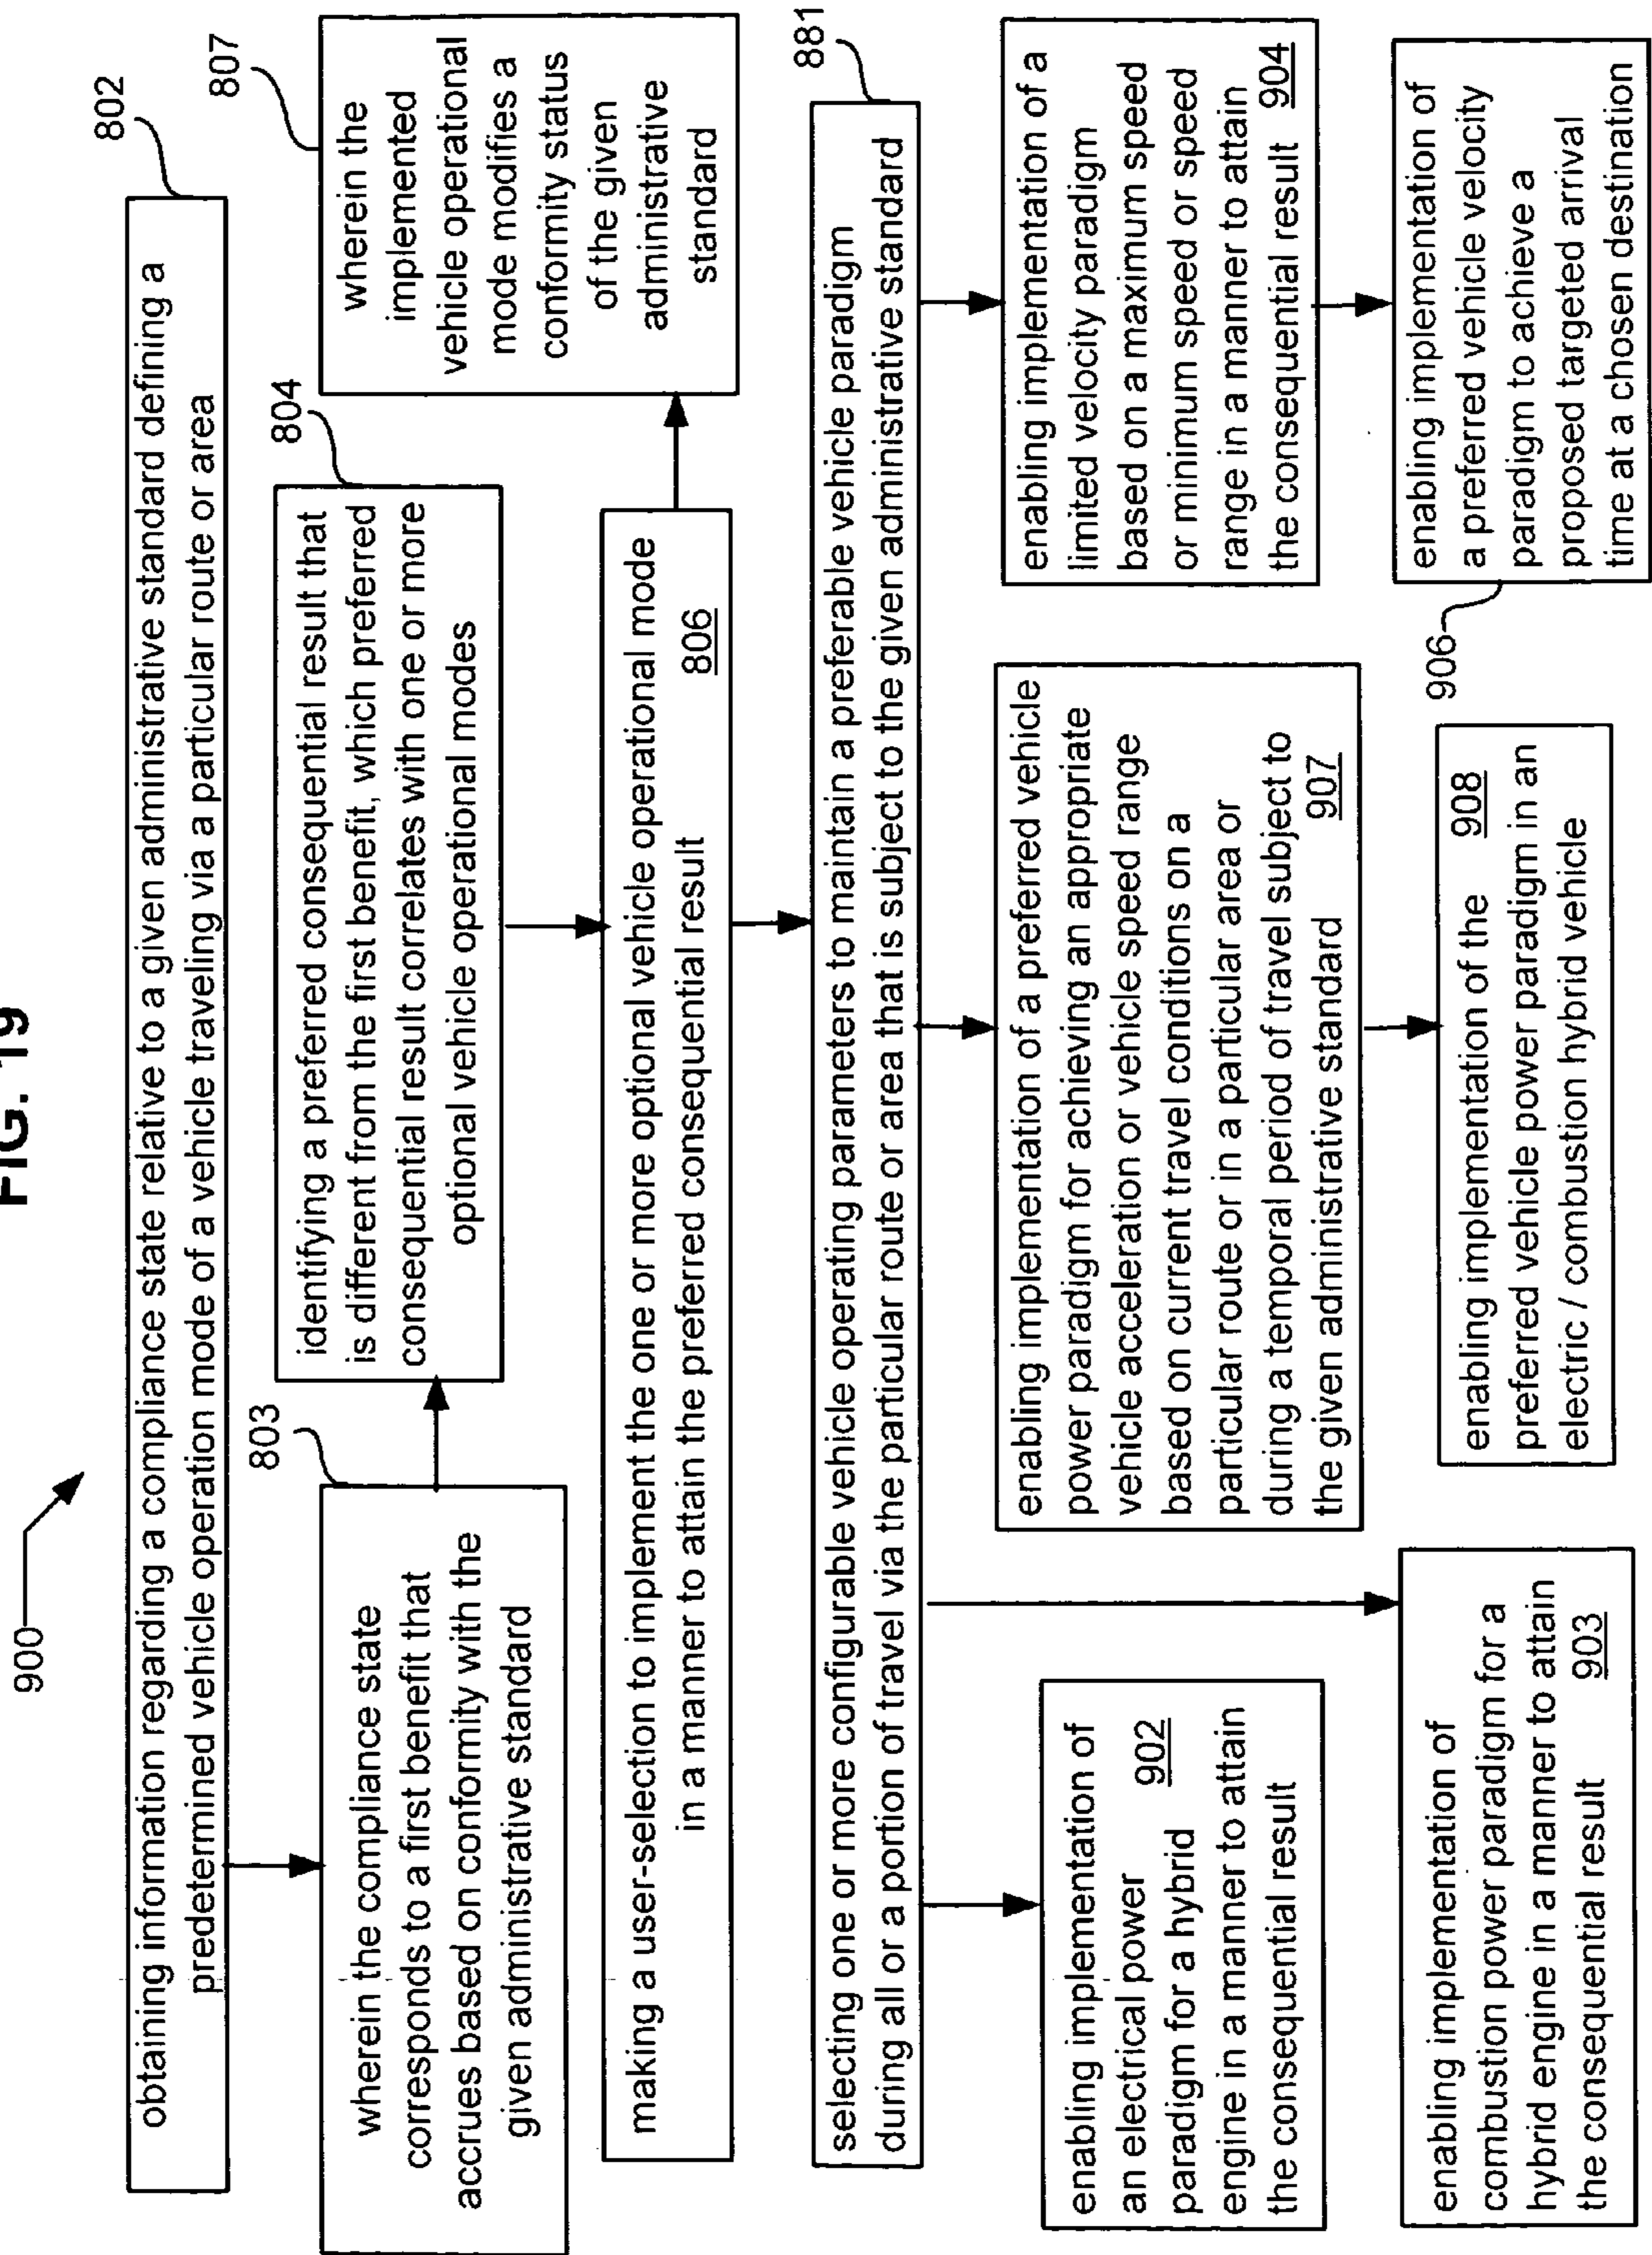 FIG. 19
900
802
obtaining information regarding a compliance state relative to a given administrative standard defining a
predetermined vehicle operation mode of a vehicle traveling via a particular route or area
803
wherein the compliance state
corresponds to a first benefit that
accrues based on conformity with the
given administrative standard
804
identifying a preferred consequential result that
is different from the first benefit, which preferred
consequential result correlates with one or more
optional vehicle operational modes
807
wherein the
implemented
vehicle operational
mode modifies a
conformity status
of the given
administrative
standard
making a user-selection to implement the one or more optional vehicle operational mode
in a manner to attain the preferred consequential result 806
881
selecting one or more configurable vehicle operating parameters to maintain a preferable vehicle paradigm
during all or a portion of travel via the particular route or area that is subject to the given administrative standard
enabling implementation of
an electrical power 902
paradigm for a hybrid
engine in a manner to attain
the consequential result
enabling implementation of
combustion power paradigm for a
hybrid engine in a manner to attain
the consequential result 903
enabling implementation of a preferred vehicle
power paradigm for achieving an appropriate
vehicle acceleration or vehicle speed range
based on current travel conditions on a
particular route or in a particular area or
during a temporal period of travel subject to
the given administrative standard 907
enabling implementation of the 908
preferred vehicle power paradigm in an
electric / combustion hybrid vehicle
enabling implementation of a
limited velocity paradigm
based on a maximum speed
or minimum speed or speed
range in a manner to attain
the consequential result 904
906
enabling implementation of
a preferred vehicle velocity
paradigm to achieve a
proposed targeted arrival
time at a chosen destination